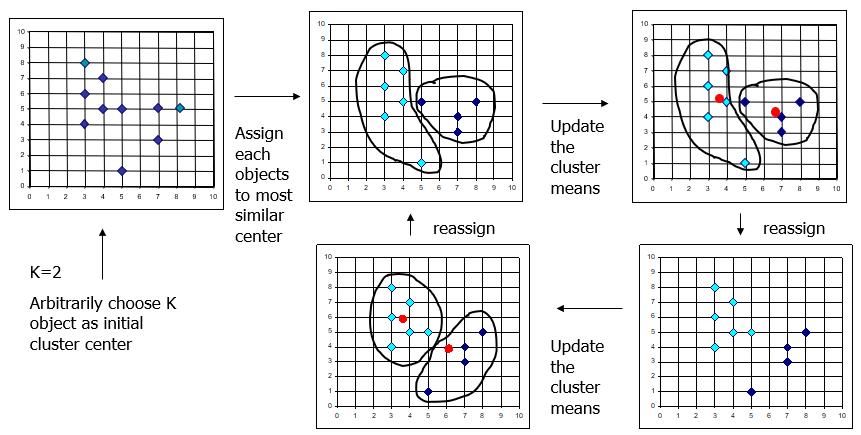 10
9
8
7
6
5
4
3
2
1
0
0 1 2 3 4 5 6 7 8 9 10
Assign
each
objects
to most
similar
center
10
9
8
7
6
5
4
3
2
1
0
0 1 2 3 4 5 6 7 8 9 10
Update
the
cluster
means
10
9
8
7
6
5
4
3
2
1
0
0 1 2 3 4 5 6 7 8 9 10
reassign
reassign
K=2
Arbitrarily choose K
object as initial
cluster center
10
9
8
7
6
5
4
3
2
1
0
0 1 2 3 4 5 6 7 8 9 10
Update
the
cluster
means
10
9
8
7
6
5
4
3
2
1
0
0 1 2 3 4 5 6 7 8 9 10